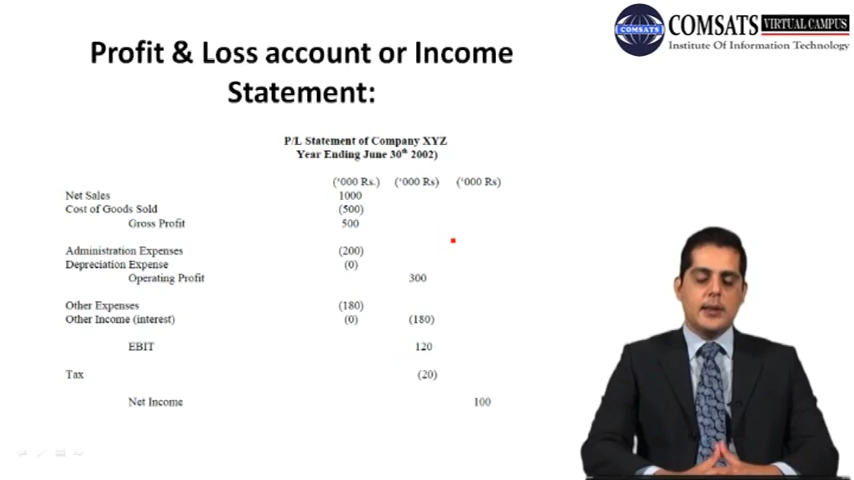 COMSATS
COMSATS VIRTUAL CAMPUS
Institute Of Information Technology
Profit & Loss account or Income
Statement:
P/L Statement of Company XYZ
Year Ending June 30th 2002)
('000 Rs.) ('000 Rs) ('000 Rs)
Net Sales 1000
Cost of Goods Sold (500)
Gross Profit 500
Administration Expenses (200)
Depreciation Expense (0)
Operating Profit 300
Other Expenses (180)
Other Income (interest) (0) (180)
EBIT 120
Tax (20)
Net Income 100